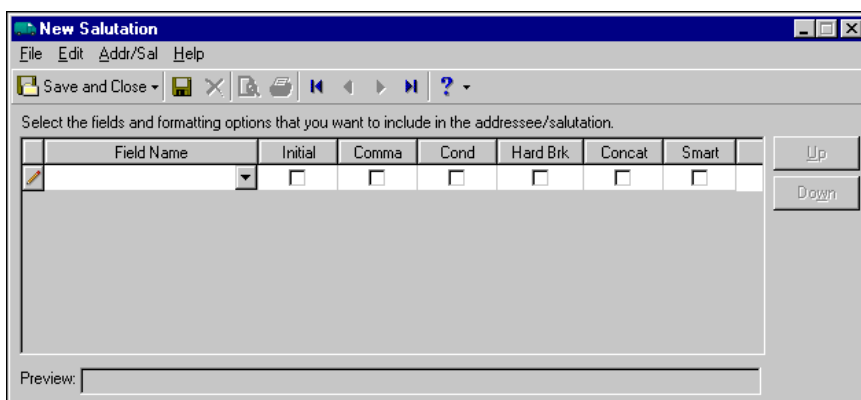 New Salutation
File Edit Addr/Sal Help
Save and Close ?
Select the fields and formatting options that you want to include in the addressee/salutation.
Field Name Initial Comma Cond Hard Brk Concat Smart Up
Down
Preview: